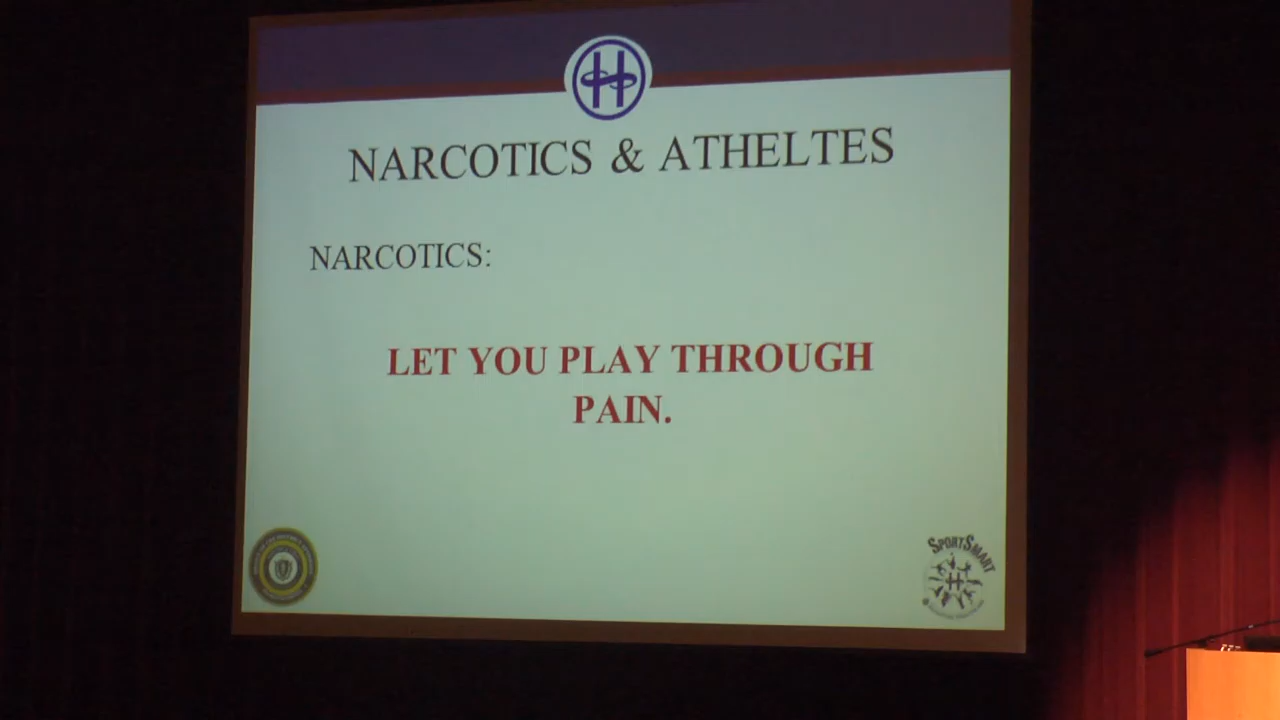 H
NARCOTICS & ATHELTES
NARCOTICS:
LET YOU PLAY THROUGH
PAIN.
SPORTSMART
H